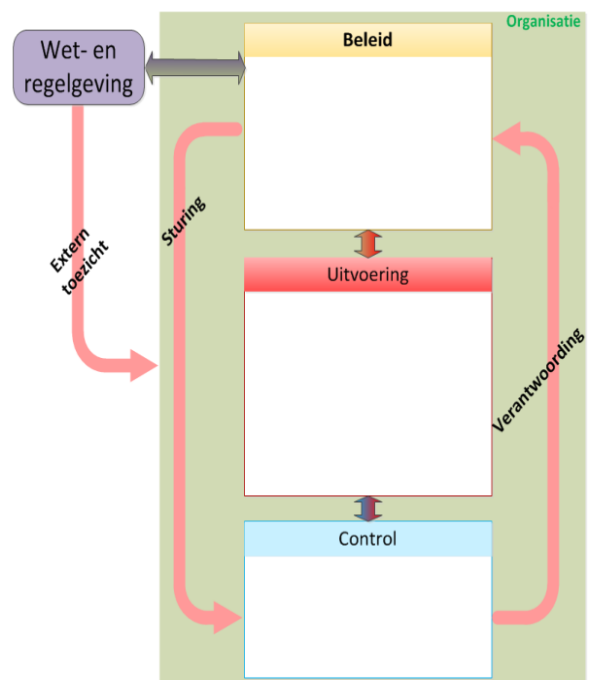 Organisatie
Wet- en
regelgeving
Beleid
Sturing
Extern
toezicht
Uitvoering
Verantwoording
Control